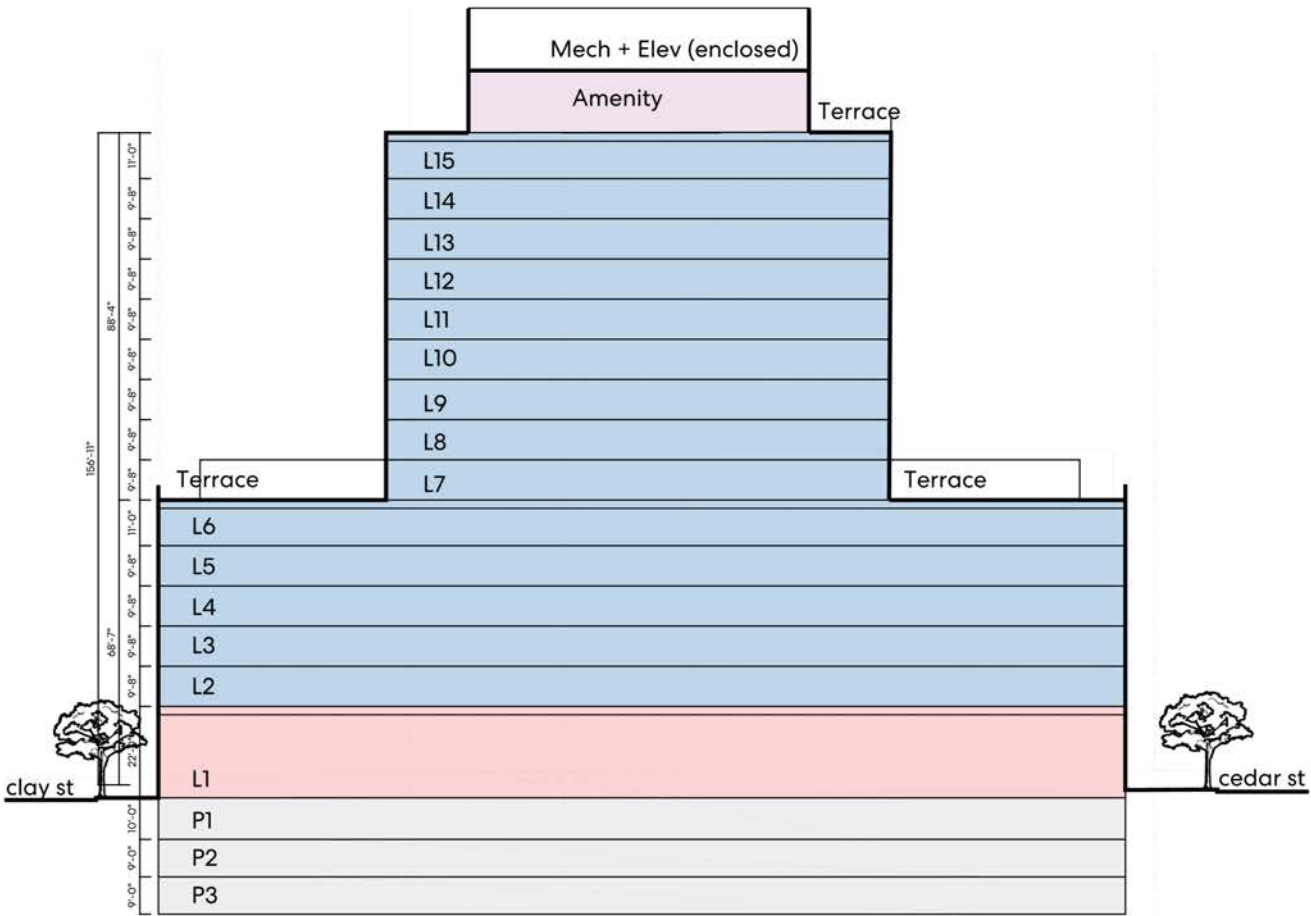 Mech + Elev (enclosed)
Amenity
Terrace
11'-0"
L15
9'-8"
L14
9'-8"
L13
9'-8"
L12
88'-4"
9'-8"
L11
9'-8"
L10
9'-8"
L9
9'-8"
L8
156'-11"
9'-8"
L7
Terrace
Terrace
11'-0"
L6
9'-8"
L5
9'-8"
L4
68'-7"
9'-8"
L3
9'-8"
L2
L1
clay st
cedar st
10'-0"
P1
9'-0"
P2
9'-0"
P3